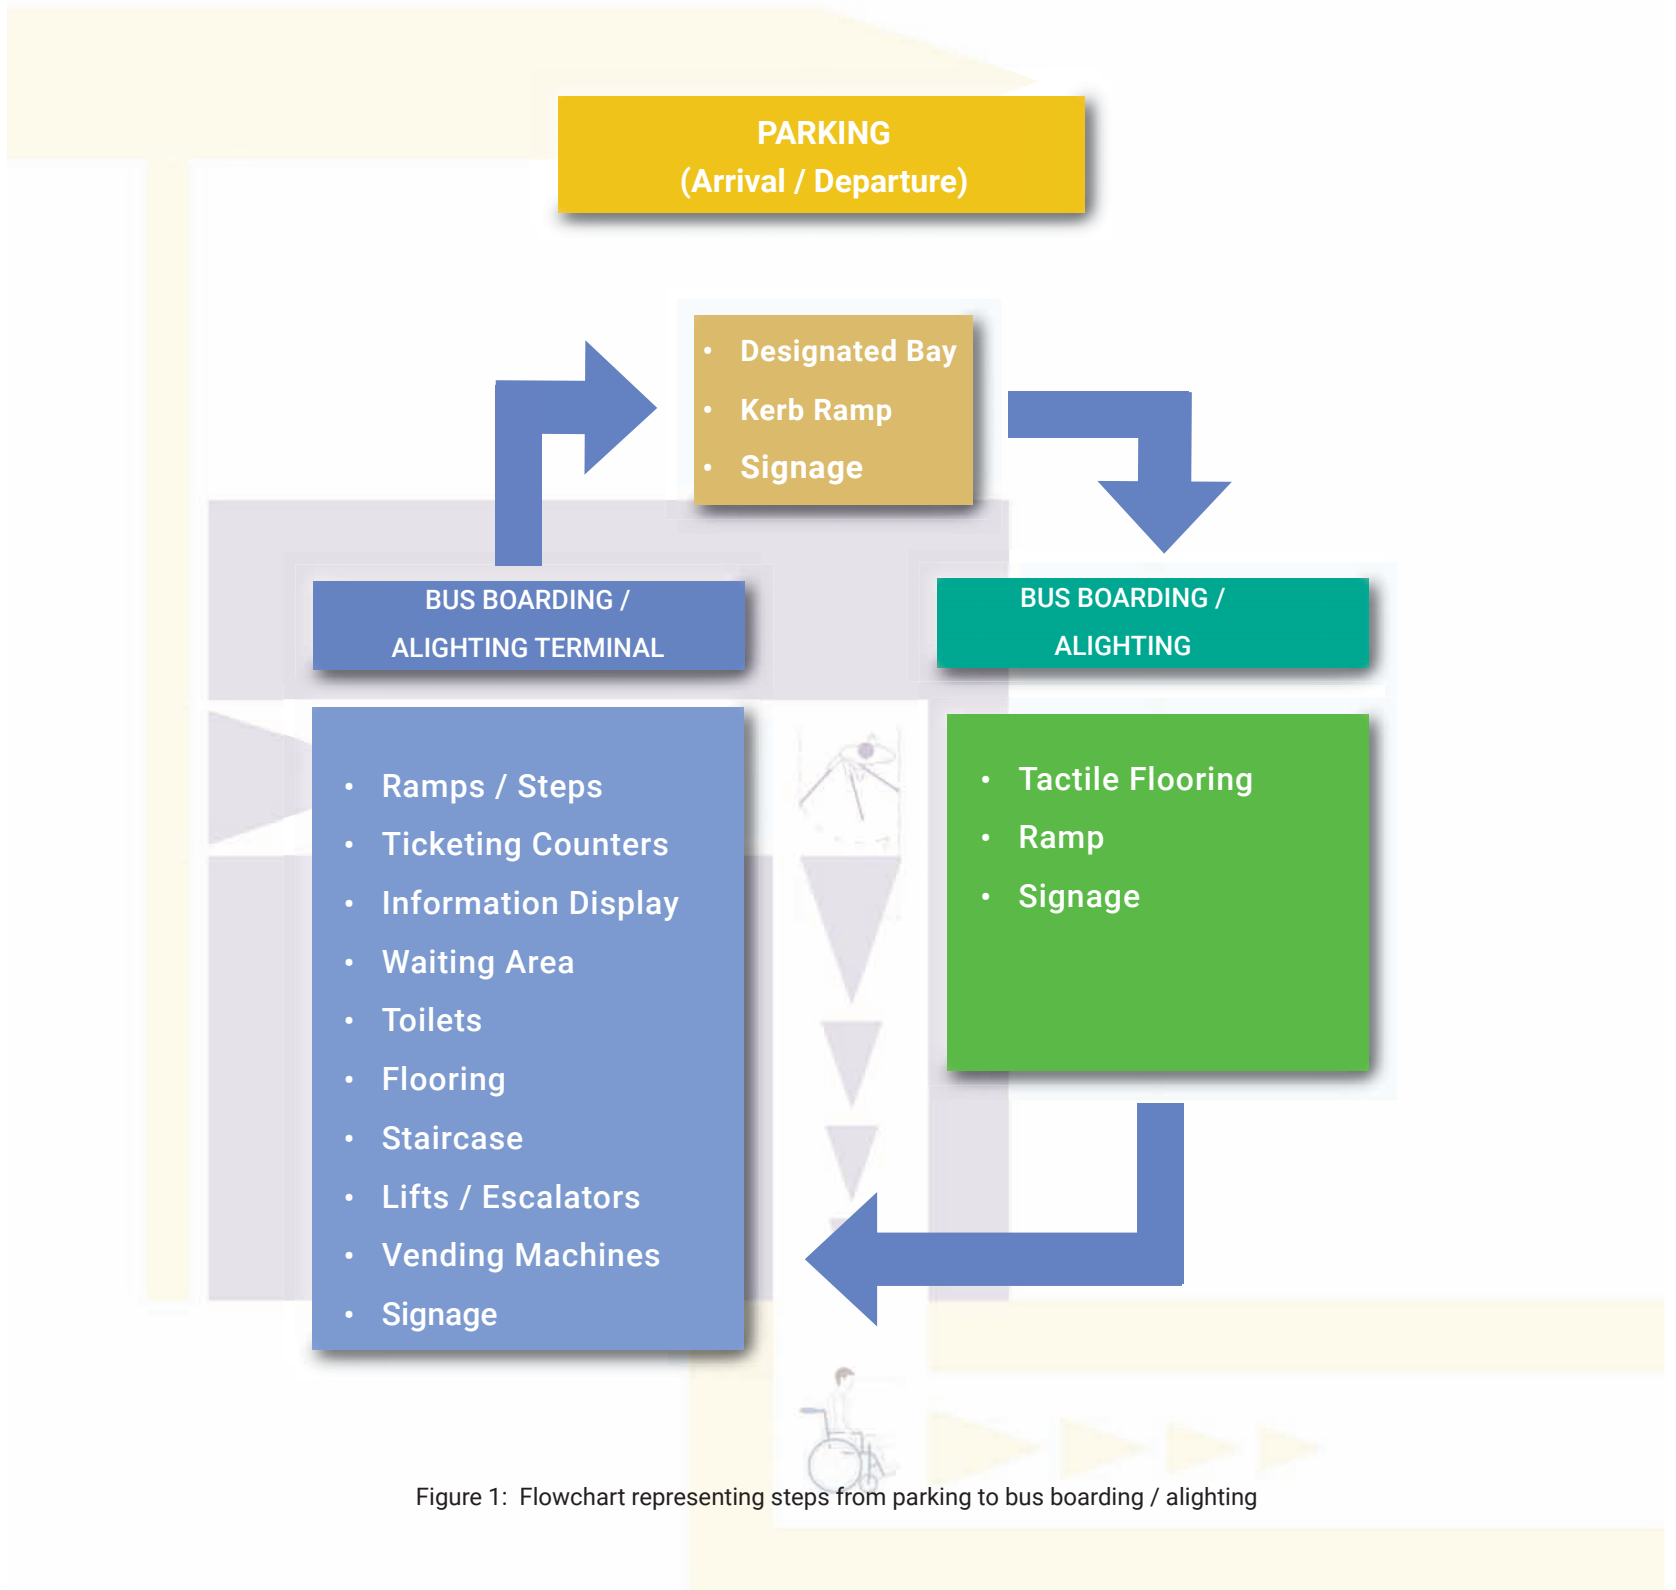 PARKING
(Arrival / Departure)
• Designated Bay
• Kerb Ramp
• Signage
BUS BOARDING /
ALIGHTING TERMINAL
• Ramps / Steps
• Ticketing Counters
• Information Display
• Waiting Area
• Toilets
• Flooring
• Staircase
• Lifts / Escalators
• Vending Machines
• Signage
BUS BOARDING /
ALIGHTING
• Tactile Flooring
• Ramp
• Signage
Figure 1: Flowchart representing steps from parking to bus boarding / alighting